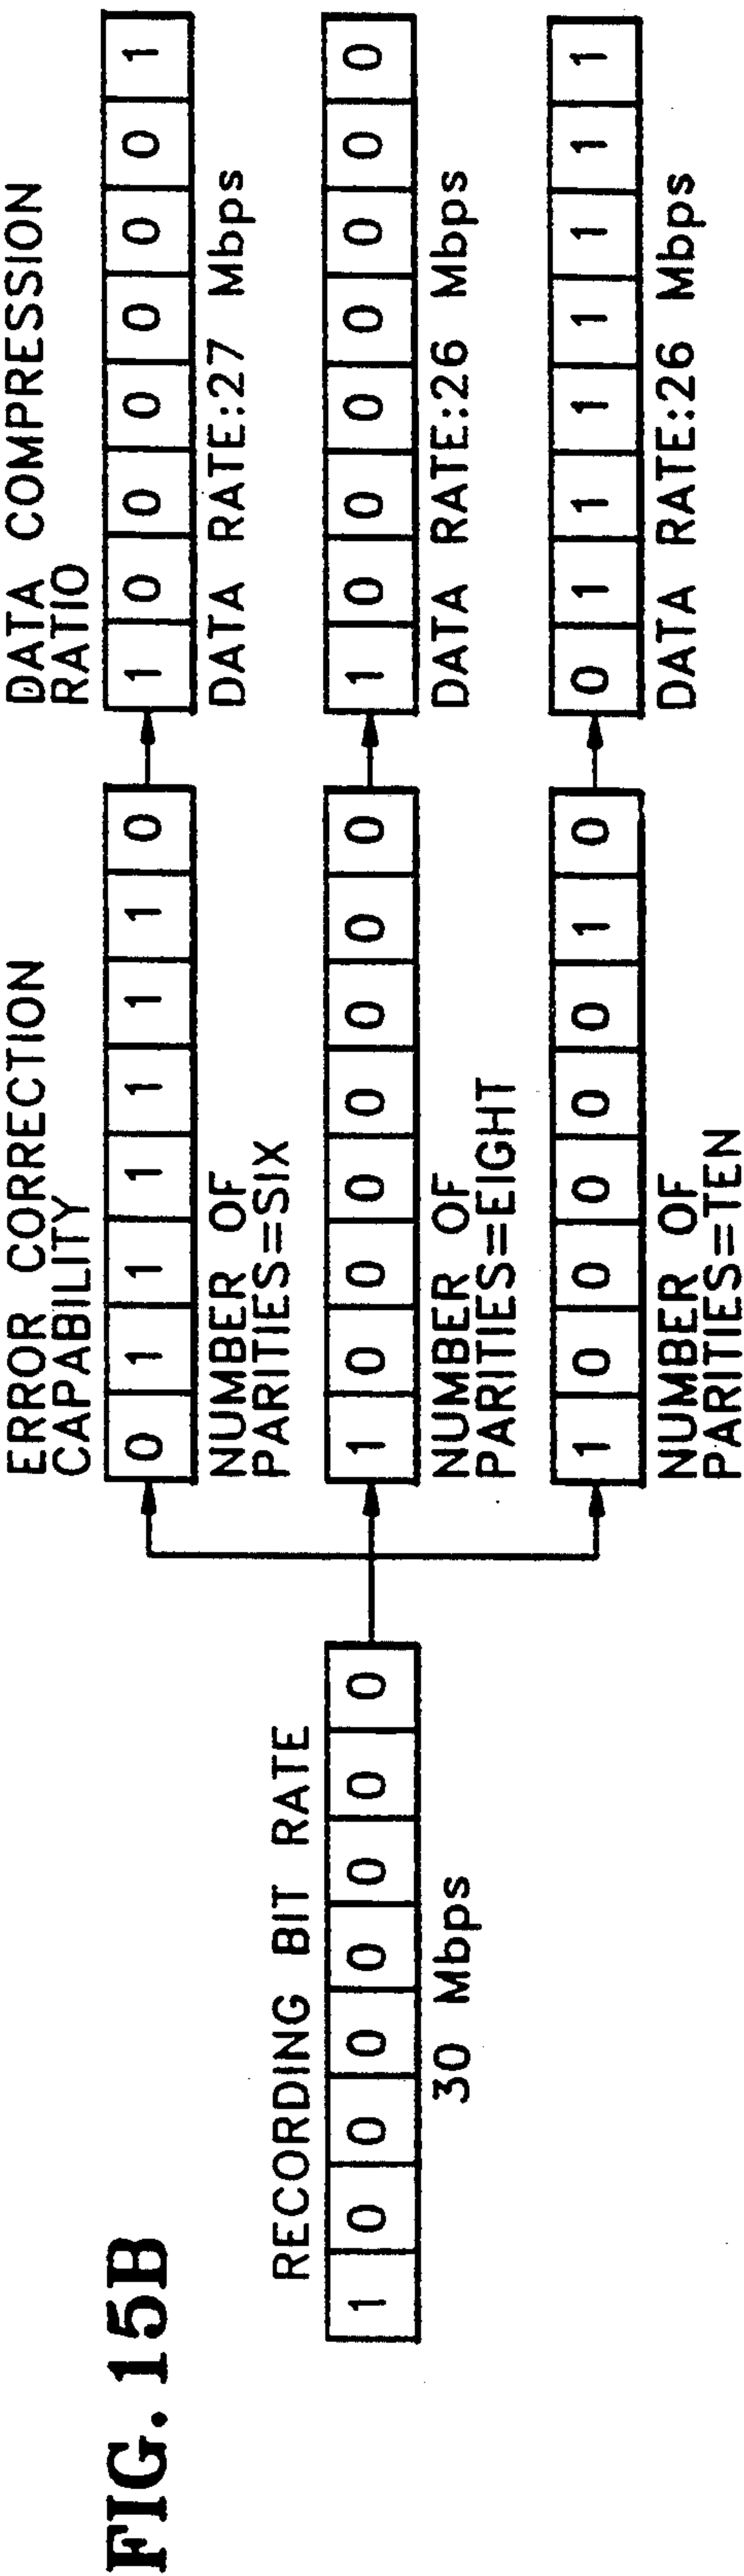 FIG. 15B
RECORDING BIT RATE
1 0 0 0 0 0 0 0
30 Mbps
ERROR CORRECTION
CAPABILITY
0 1 1 1 1 1 1 0
NUMBER OF
PARITIES=SIX
1 0 0 0 0 0 0 0
NUMBER OF
PARITIES=EIGHT
1 0 0 0 0 0 1 0
NUMBER OF
PARITIES=TEN
DATA COMPRESSION
RATIO
1 0 0 0 0 0 0 1
DATA RATE:27 Mbps
1 0 0 0 0 0 0 0
DATA RATE:26 Mbps
0 1 1 1 1 1 1 1
DATA RATE:26 Mbps